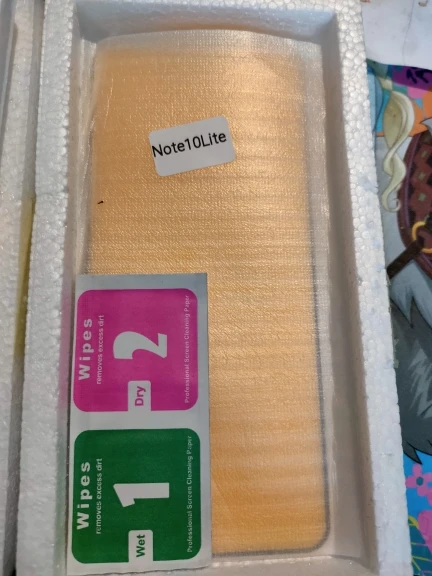 Note10Lite
Wipes
removes excess dirt
2
Dry
Professional Screen Cleaning Paper
Wipes
removes excess dirt
1
Wet
Professional Screen Cleaning Paper